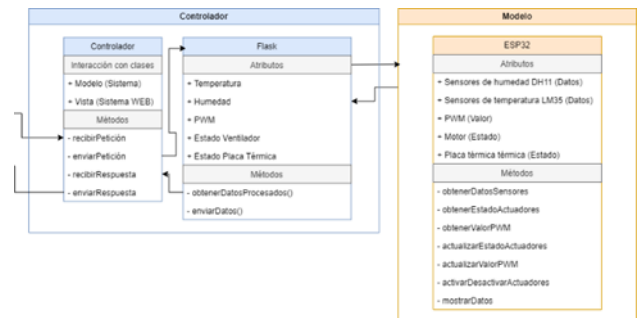 Controlador
Controlador
Interacción con clases
+ Modelo (Sistema)
+ Vista (Sistema WEB)
Métodos
- recibirPetición
- enviarPetición
- recibirRespuesta
- enviarRespuesta
Flask
Atributos
+ Temperatura
+ Humedad
+ PWM
+ Estado Ventilador
+ Estado Placa Térmica
Métodos
- obtenerDatosProcesados()
- enviarDatos()
Modelo
ESP32
Atributos
+ Sensores de humedad DH11 (Datos)
+ Sensores de temperatura LM35 (Datos)
+ PWM (Valor)
+ Motor (Estado)
+ Placa térmica térmica (Estado)
Métodos
- obtenerDatosSensores
- obtenerEstadoActuadores
- obtenerValorPWM
- actualizarEstadoActuadores
- actualizarValorPWM
- activarDesactivarActuadores
- mostrarDatos